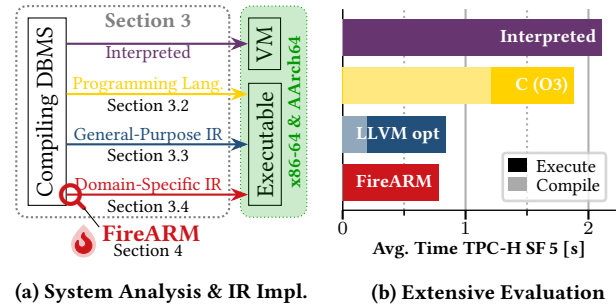 Section 3
Compiling DBMS
Interpreted
Programming Lang.
Section 3.2
General-Purpose IR
Section 3.3
Domain-Specific IR
Section 3.4
FireARM
Section 4
VM
Executable
x86-64 & AArch64
(a) System Analysis & IR Impl.
Interpreted
C (O3)
LLVM opt
FireARM
Execute
Compile
0 1 2
Avg. Time TPC-H SF 5 [s]
(b) Extensive Evaluation